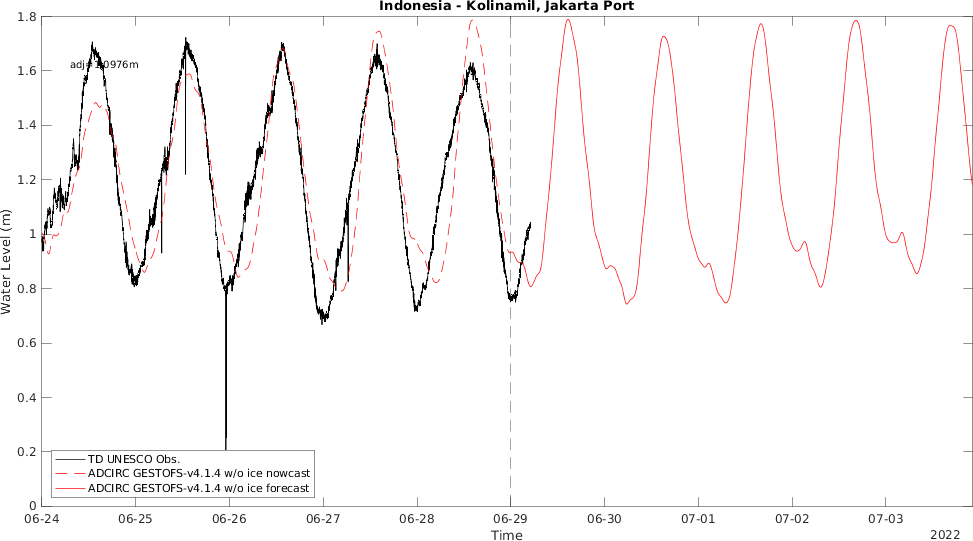 Indonesia - Kolinamil, Jakarta Port
1.8
1.6
1.4
1.2
1
0.8
0.6
0.4
0.2
0
Water Level (m)
adj=1.0976m
TD UNESCO Obs.
ADCIRC GESTOFS-v4.1.4 w/o ice nowcast
ADCIRC GESTOFS-v4.1.4 w/o ice forecast
06-24 06-25 06-26 06-27 06-28 06-29 06-30 07-01 07-02 07-03
Time
2022